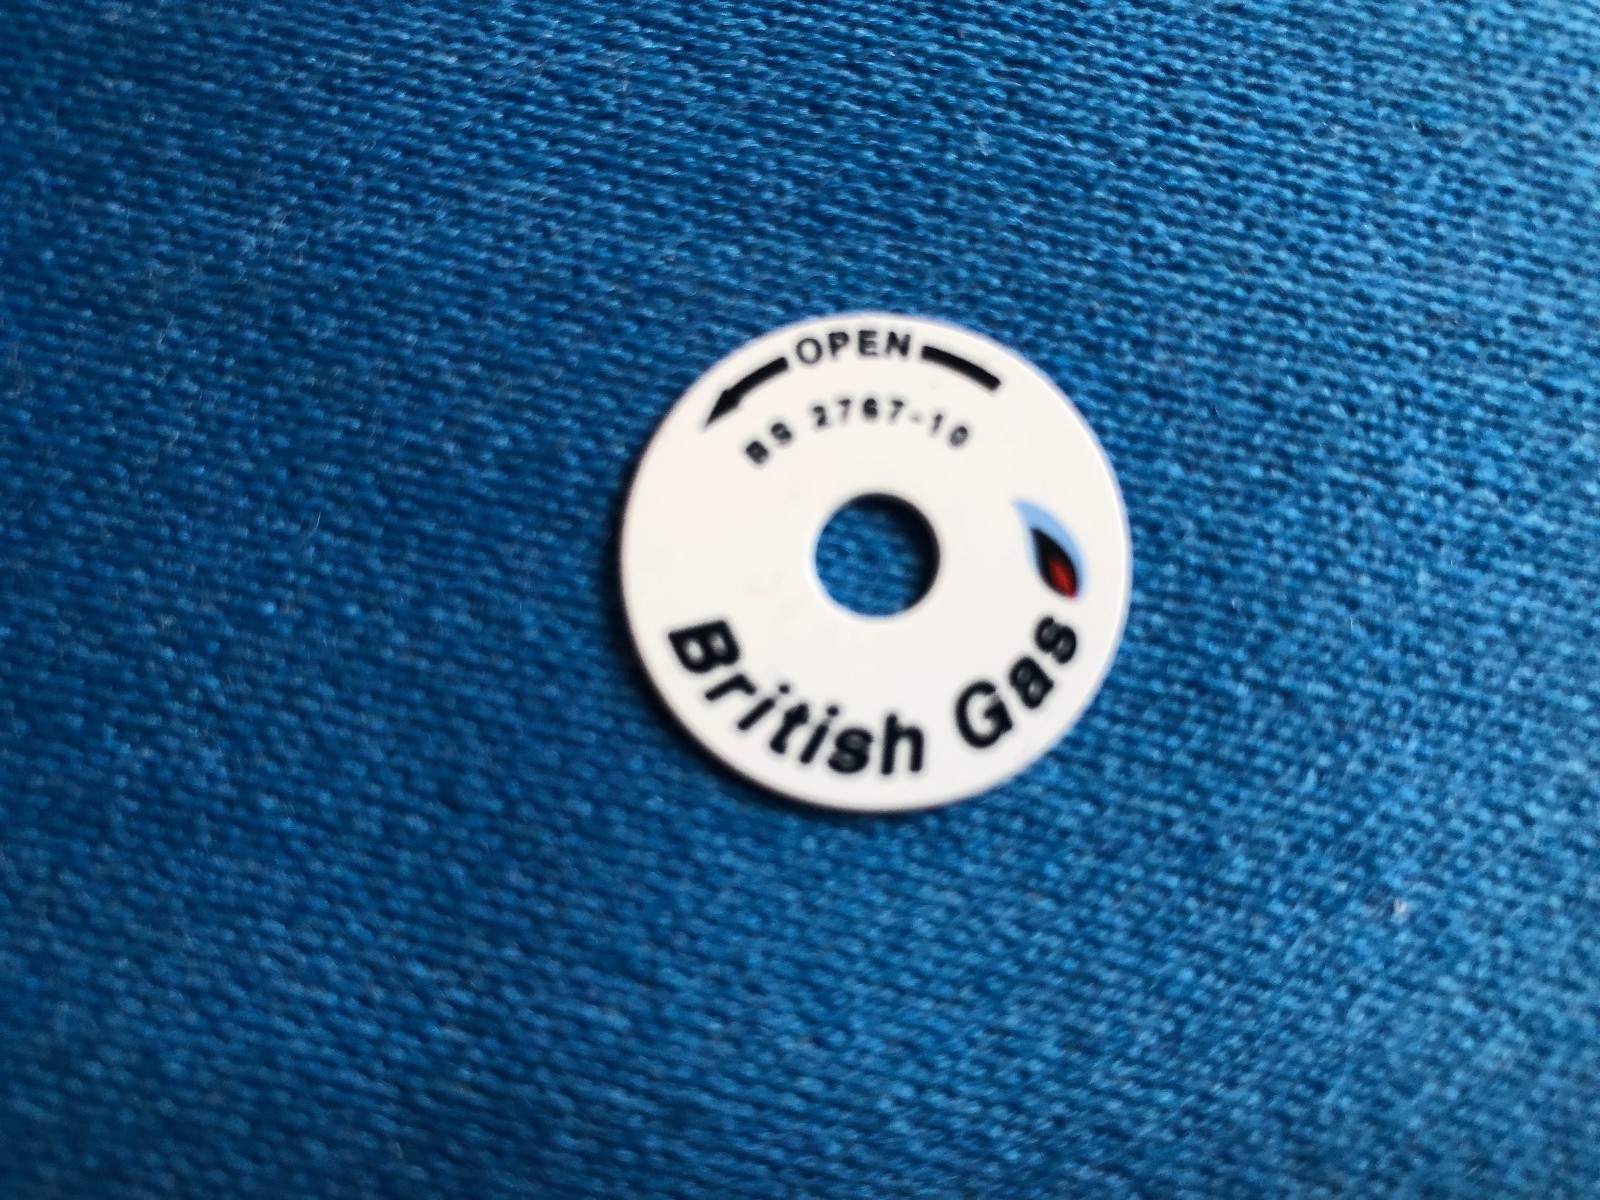 OPEN
BS 2767-10
British Gas